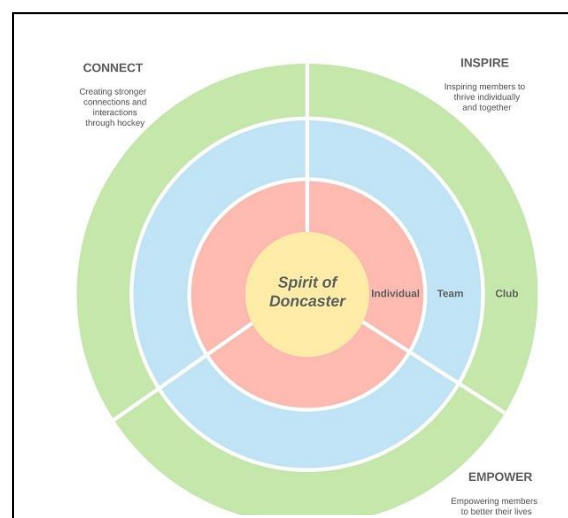 CONNECT
Creating stronger
connections and
interactions
through hockey
INSPIRE
Inspiring members to
thrive individually
and together
Spirit of
Doncaster
Individual
Team
Club
EMPOWER
Empowering members
to better their lives